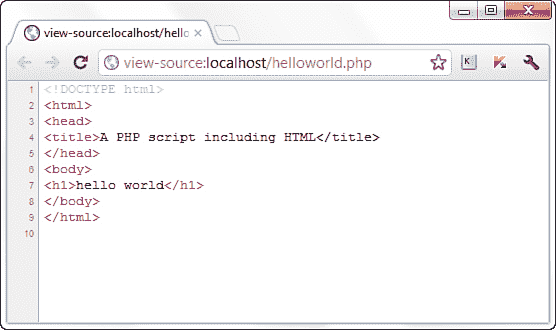 view-source:localhost/hello
view-source:localhost/helloworld.php
1 <!DOCTYPE html>
2 <html>
3 <head>
4 <title>A PHP script including HTML</title>
5 </head>
6 <body>
7 <h1>hello world</h1>
8 </body>
9 </html>
10